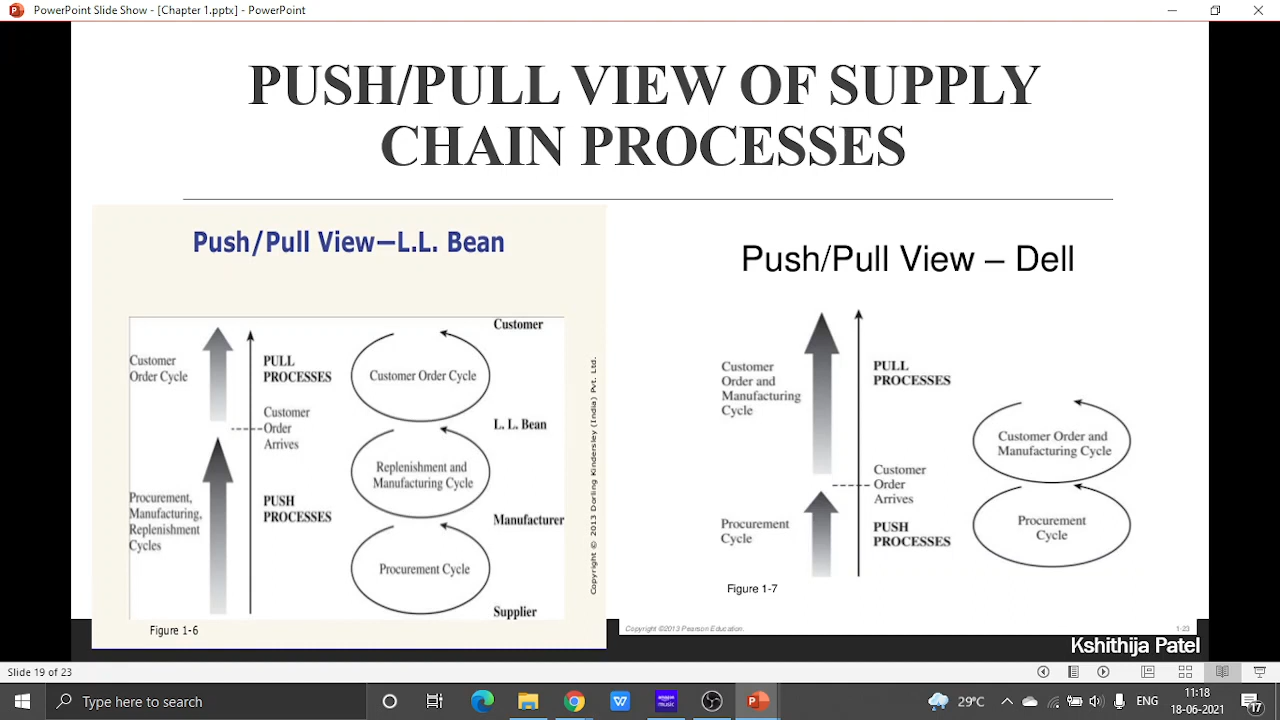 PowerPoint Slide Show - [Chapter 1.pptx] - PowerPoint
PUSH/PULL VIEW OF SUPPLY
CHAIN PROCESSES
Push/Pull View—L.L. Bean
Customer
Customer
Order Cycle
PULL
PROCESSES
Customer Order Cycle
Customer
Order
Arrives
L. L. Bean
Replenishment and
Manufacturing Cycle
Procurement,
Manufacturing,
Replenishment
Cycles
PUSH
PROCESSES
Manufacturer
Procurement Cycle
Supplier
Figure 1-6
Copyright © 2013 Dorling Kindersley (India) Pvt. Ltd.
Push/Pull View – Dell
Customer
Order and
Manufacturing
Cycle
PULL
PROCESSES
Customer Order and
Manufacturing Cycle
Customer
Order
Arrives
Procurement
Cycle
PUSH
PROCESSES
Procurement
Cycle
Figure 1-7
Copyright ©2013 Pearson Education.
1-23
Kshithija Patel
Slide 19 of 23
Type here to search
amazon
music
29°C
ENG
11:18
18-06-2021
17